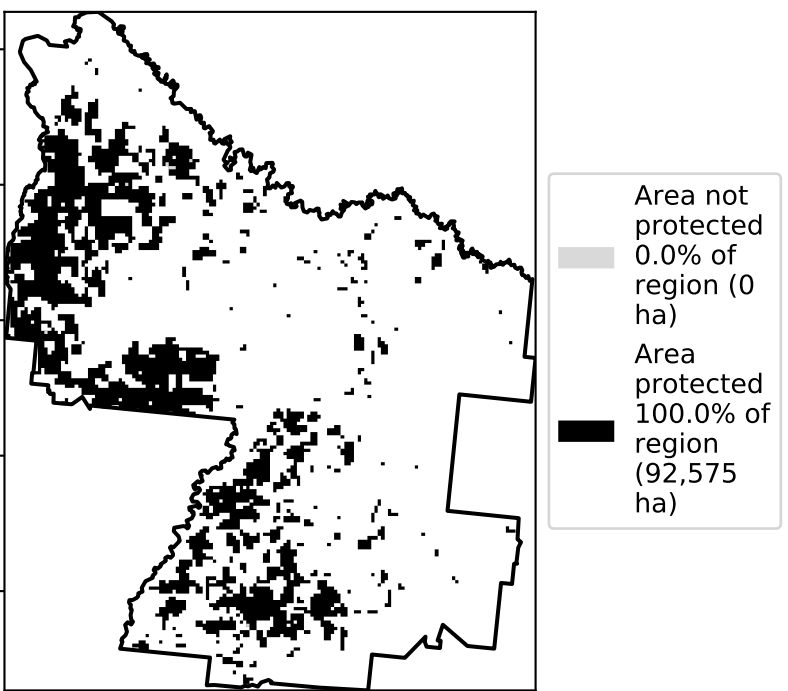 Area not
protected
0.0% of
region (0
ha)
Area
protected
100.0% of
region
(92,575
ha)